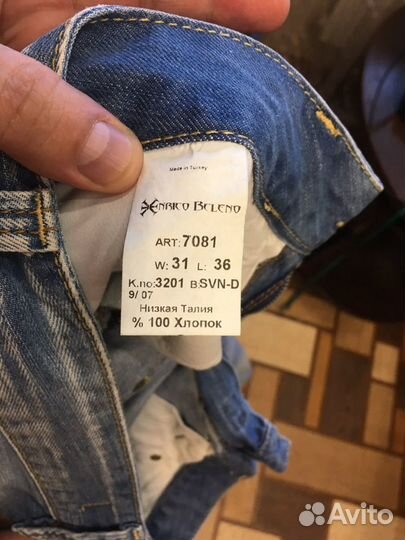 Made in Turkey
ENRICO BELENO
ART: 7081
W: 31 L: 36
K.no:3201 B:SVN-D
9/ 07
Низкая Талия
% 100 Хлопок
Avito